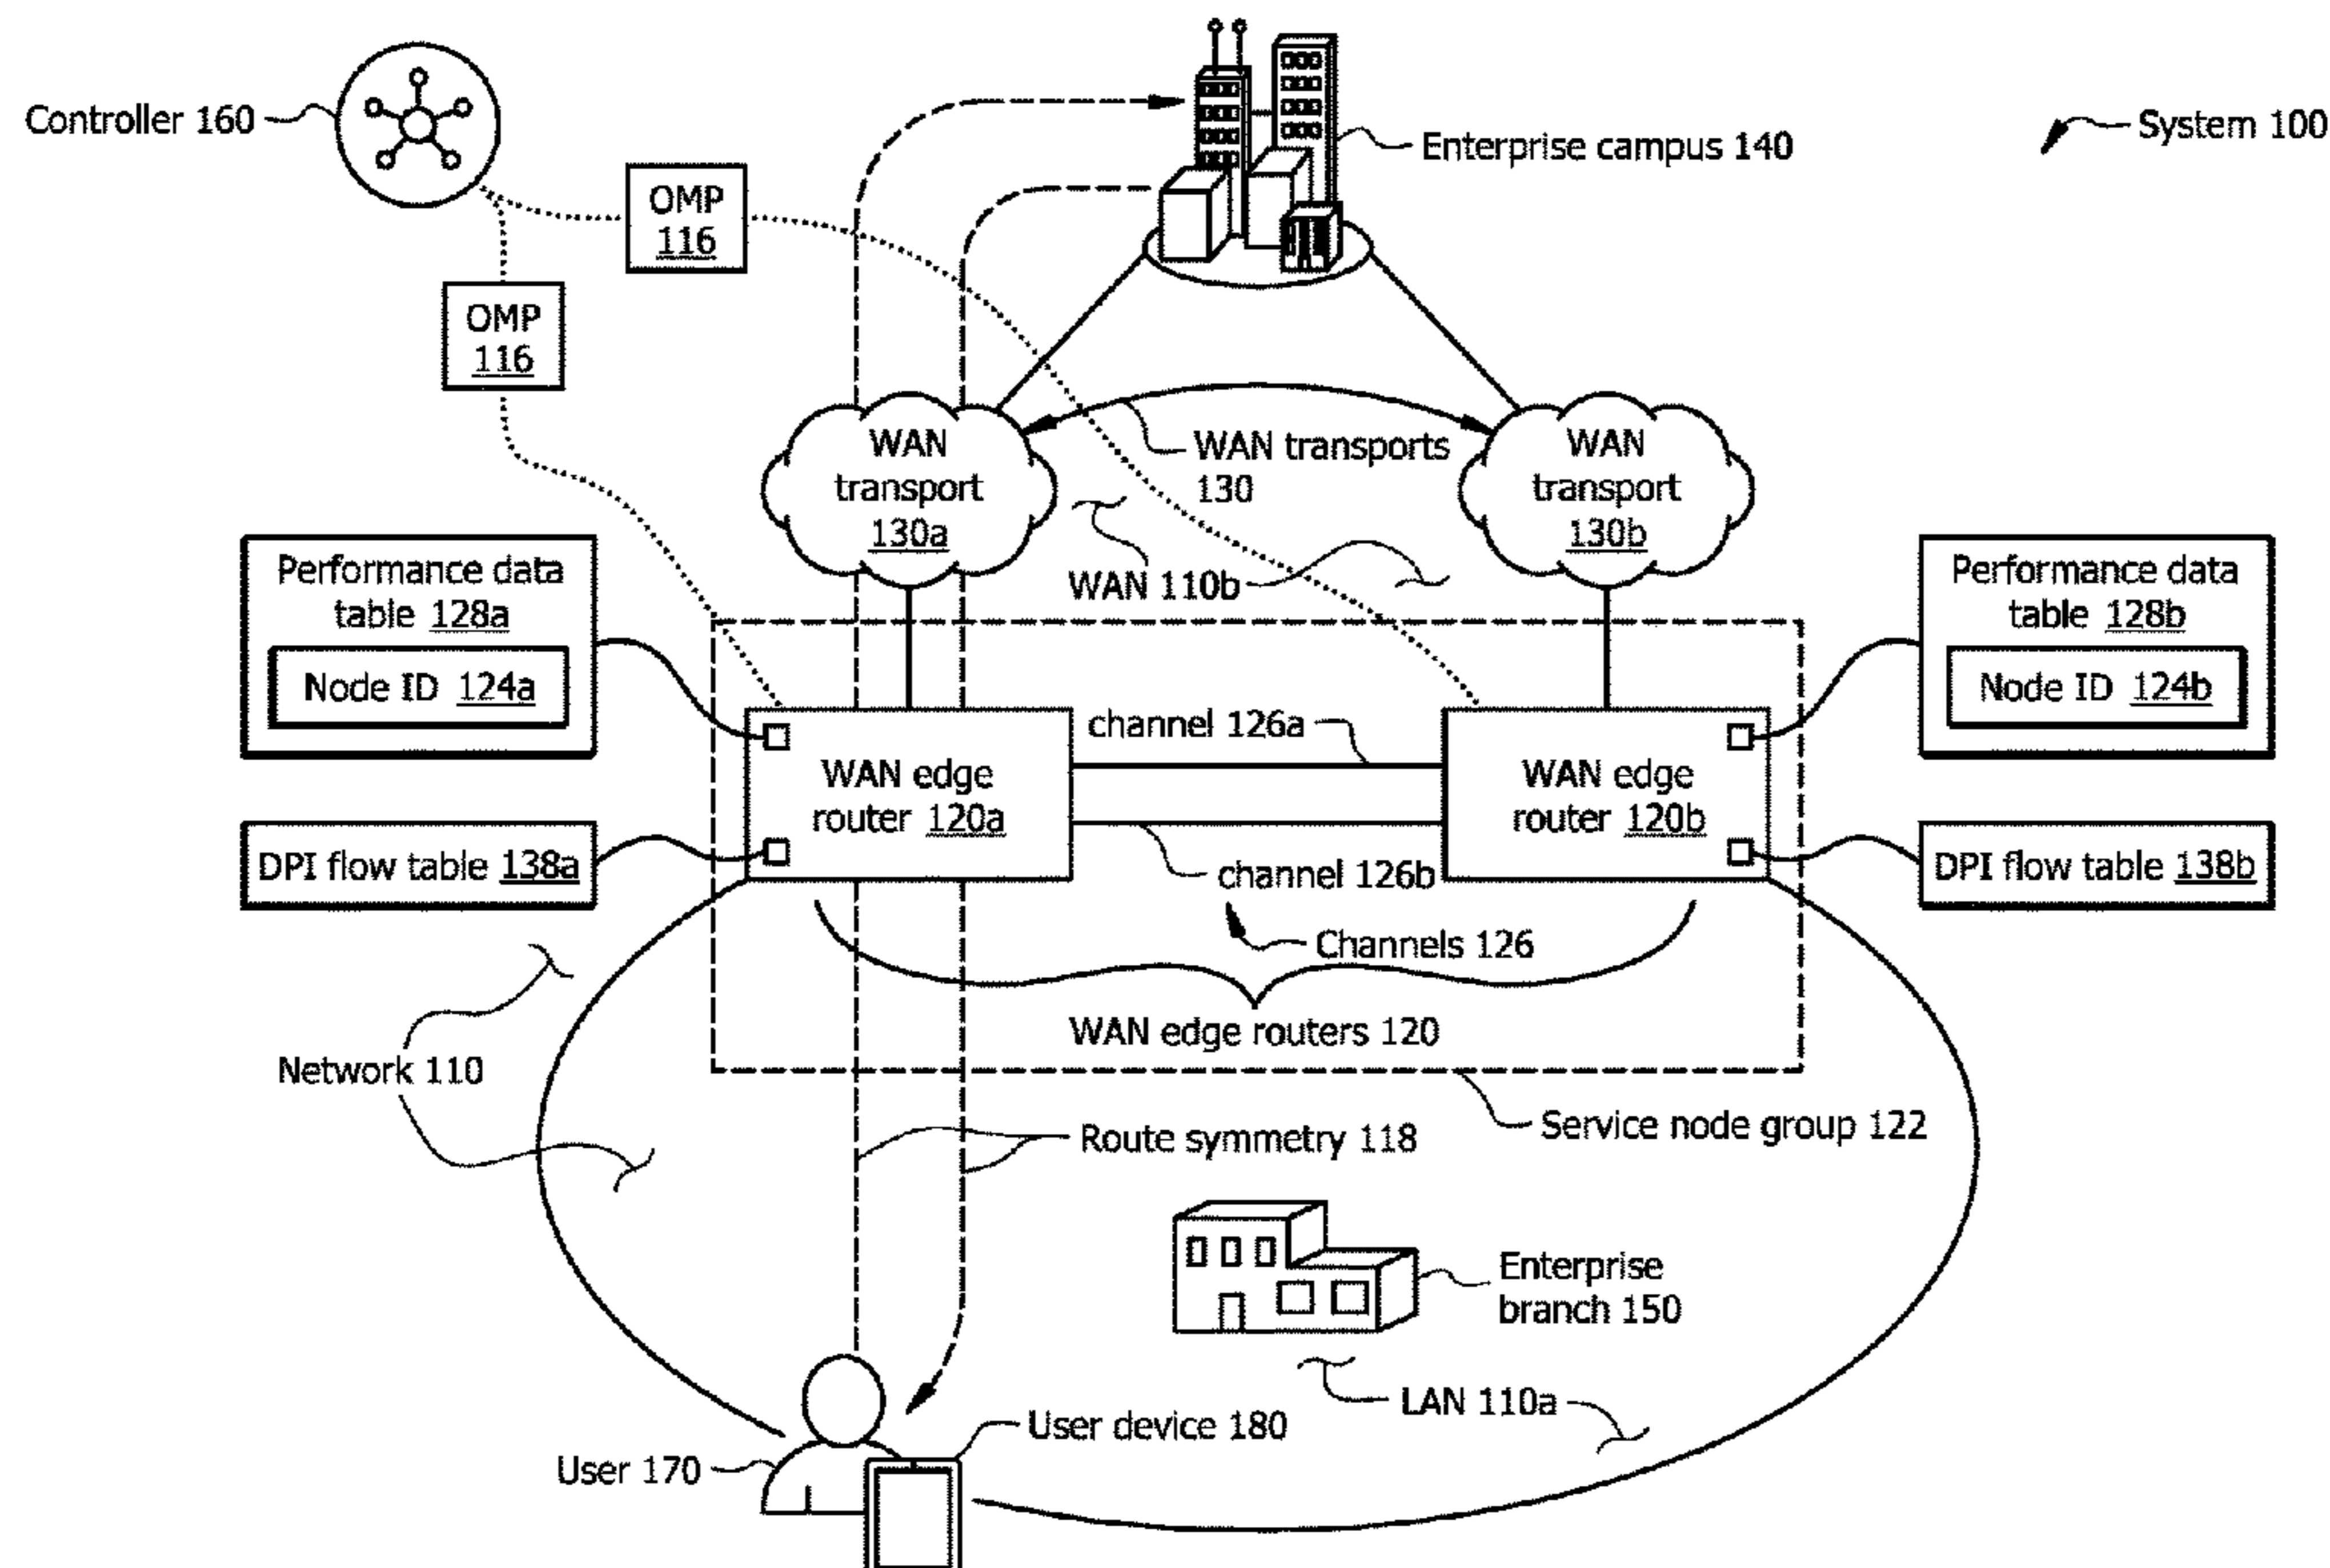 Controller 160
OMP
116
OMP
116
Enterprise campus 140
System 100
WAN
transport
130a
WAN transports
130
WAN
transport
130b
WAN 110b
Performance data
table 128a
Node ID 124a
Performance data
table 128b
Node ID 124b
channel 126a
WAN edge
router 120a
WAN edge
router 120b
DPI flow table 138a
channel 126b
DPI flow table 138b
Channels 126
WAN edge routers 120
Network 110
Service node group 122
Route symmetry 118
Enterprise
branch 150
LAN 110a
User device 180
User 170